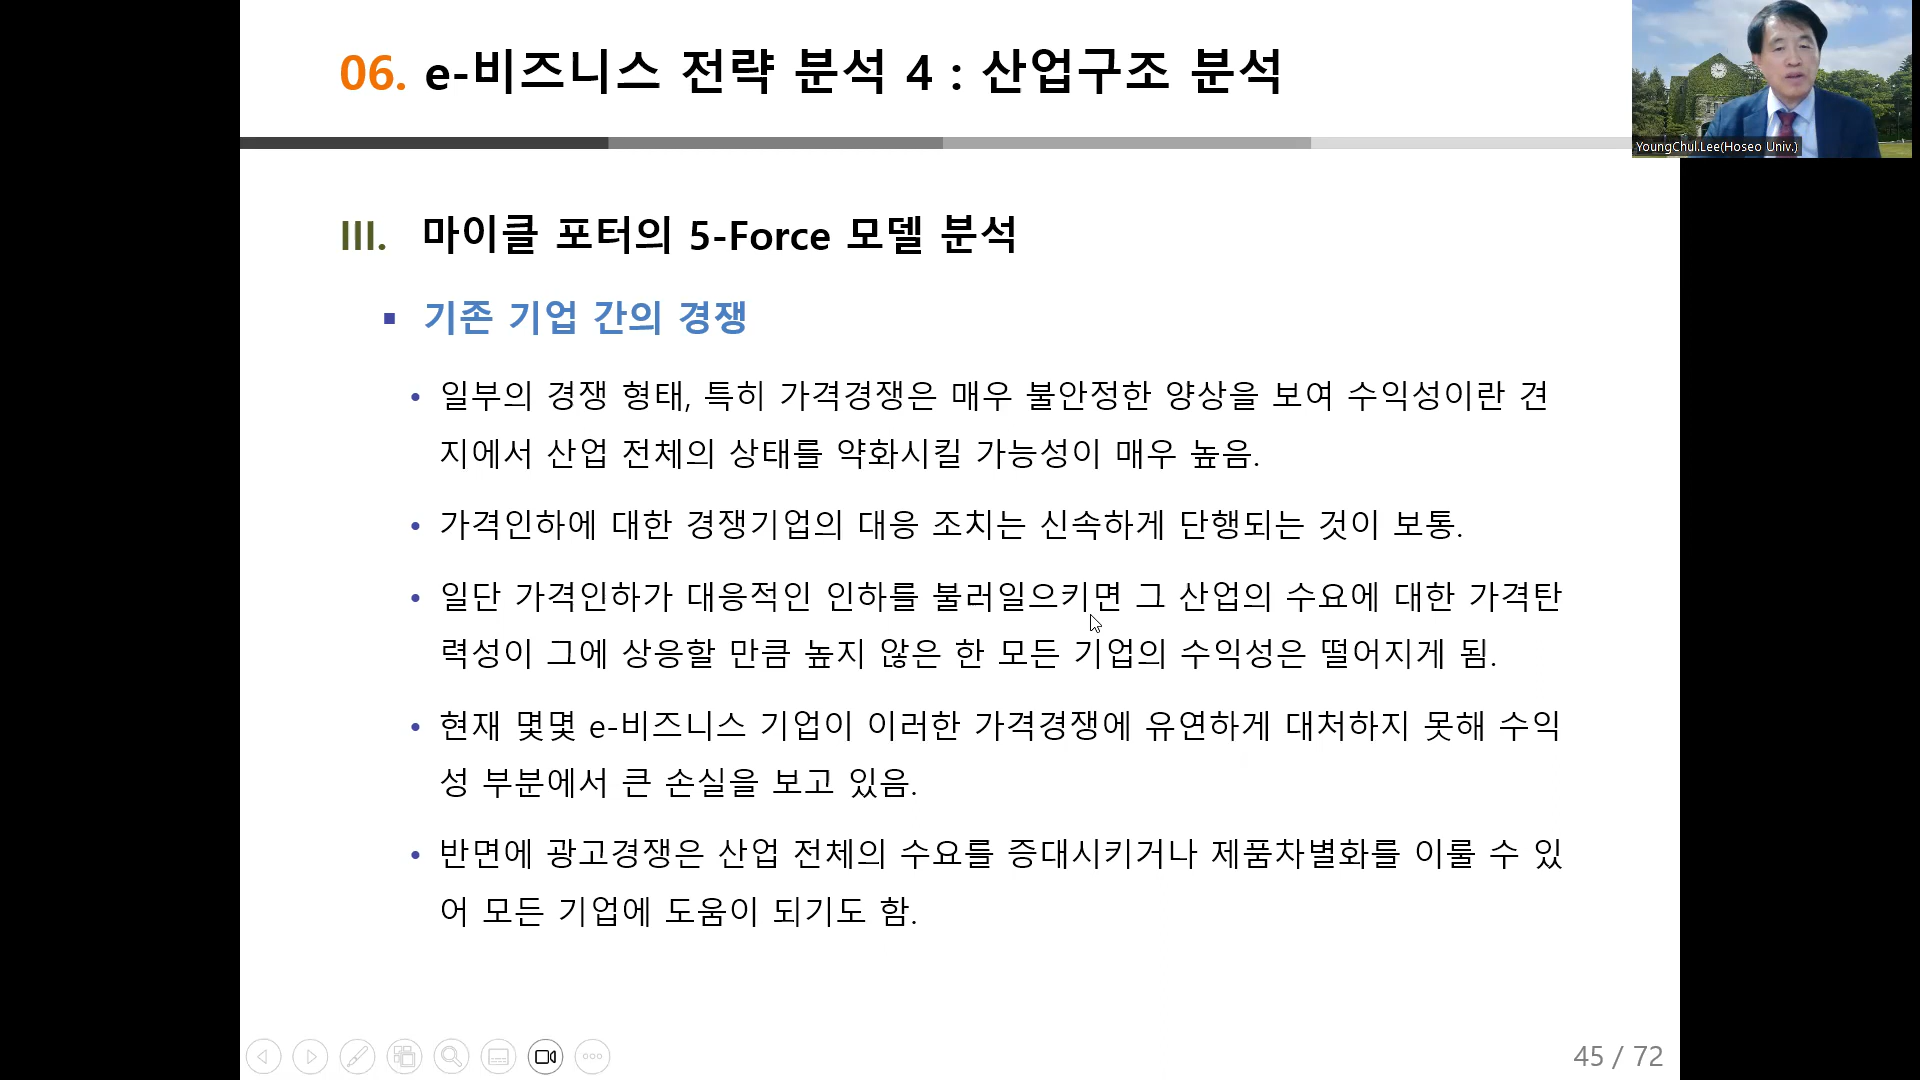 06. e-비즈니스 전략 분석 4 : 산업구조 분석
YoungChul.Lee(Hoseo Univ.)
III. 마이클 포터의 5-Force 모델 분석
▪ 기존 기업 간의 경쟁
• 일부의 경쟁 형태, 특히 가격경쟁은 매우 불안정한 양상을 보여 수익성이란 견
지에서 산업 전체의 상태를 약화시킬 가능성이 매우 높음.
• 가격인하에 대한 경쟁기업의 대응 조치는 신속하게 단행되는 것이 보통.
• 일단 가격인하가 대응적인 인하를 불러일으키면 그 산업의 수요에 대한 가격탄
력성이 그에 상응할 만큼 높지 않은 한 모든 기업의 수익성은 떨어지게 됨.
• 현재 몇몇 e-비즈니스 기업이 이러한 가격경쟁에 유연하게 대처하지 못해 수익
성 부분에서 큰 손실을 보고 있음.
• 반면에 광고경쟁은 산업 전체의 수요를 증대시키거나 제품차별화를 이룰 수 있
어 모든 기업에 도움이 되기도 함.
45 / 72